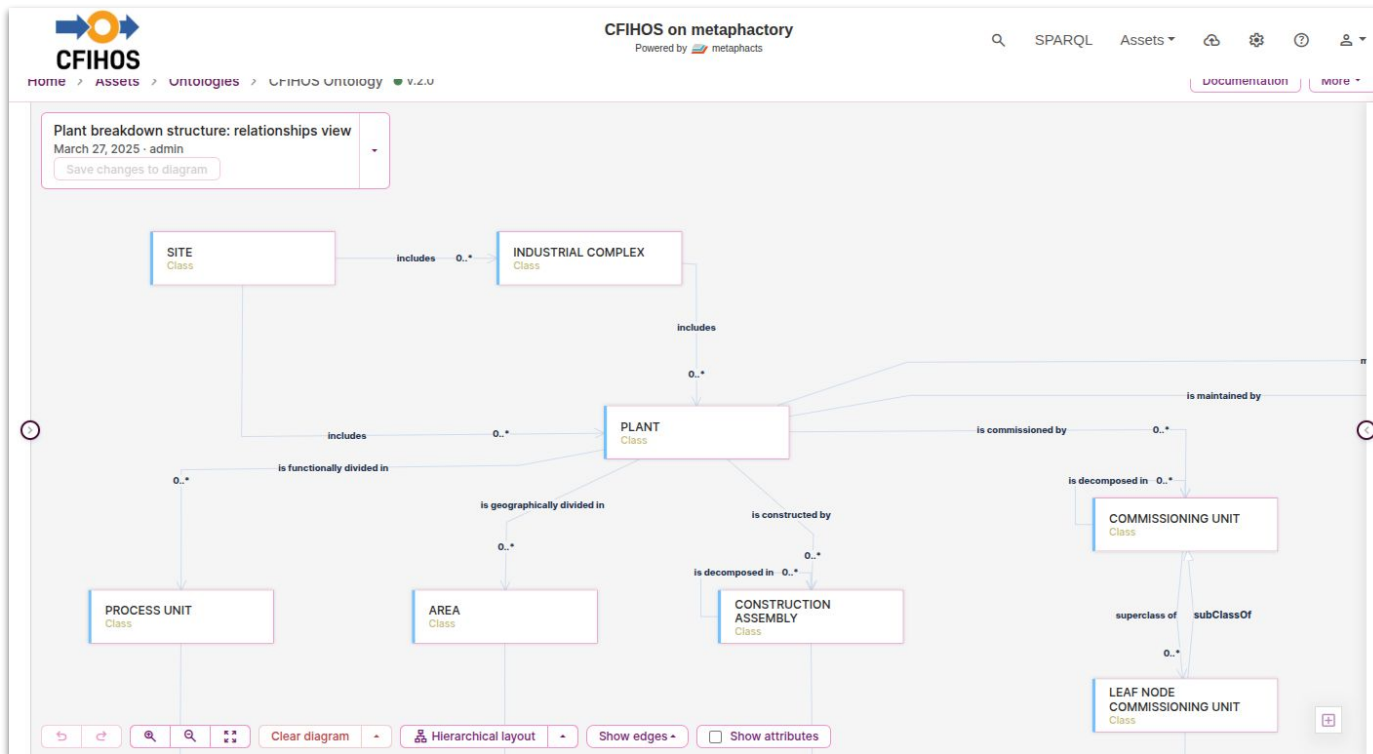 CFIHOS
CFIHOS on metaphactory
Powered by metaphacts
SPARQL
Assets
Home > Assets > Ontologies > CFIHOS Ontology v.2.0
Documentation
More
Plant breakdown structure: relationships view
March 27, 2025 · admin
Save changes to diagram
SITE
Class
includes 0..*
INDUSTRIAL COMPLEX
Class
includes
0..*
m
is maintained by
PLANT
Class
includes 0..*
is commissioned by 0..*
is functionally divided in
0..*
is geographically divided in
0..*
is constructed by
0..*
is decomposed in 0..*
COMMISSIONING UNIT
Class
is decomposed in 0..*
PROCESS UNIT
Class
AREA
Class
CONSTRUCTION
ASSEMBLY
Class
superclass of
subClassOf
0..*
LEAF NODE
COMMISSIONING UNIT
Class
Clear diagram
Hierarchical layout
Show edges
Show attributes